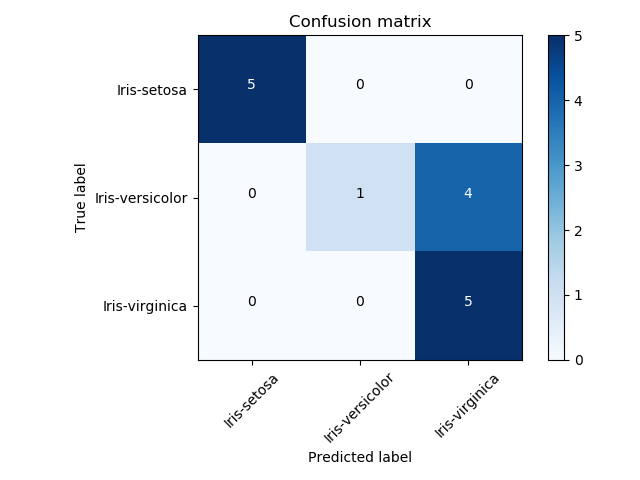 Confusion matrix
Iris-setosa 5 0 0
Iris-versicolor 0 1 4
Iris-virginica 0 0 5
True label
Iris-setosa Iris-versicolor Iris-virginica
Predicted label
5
4
3
2
1
0